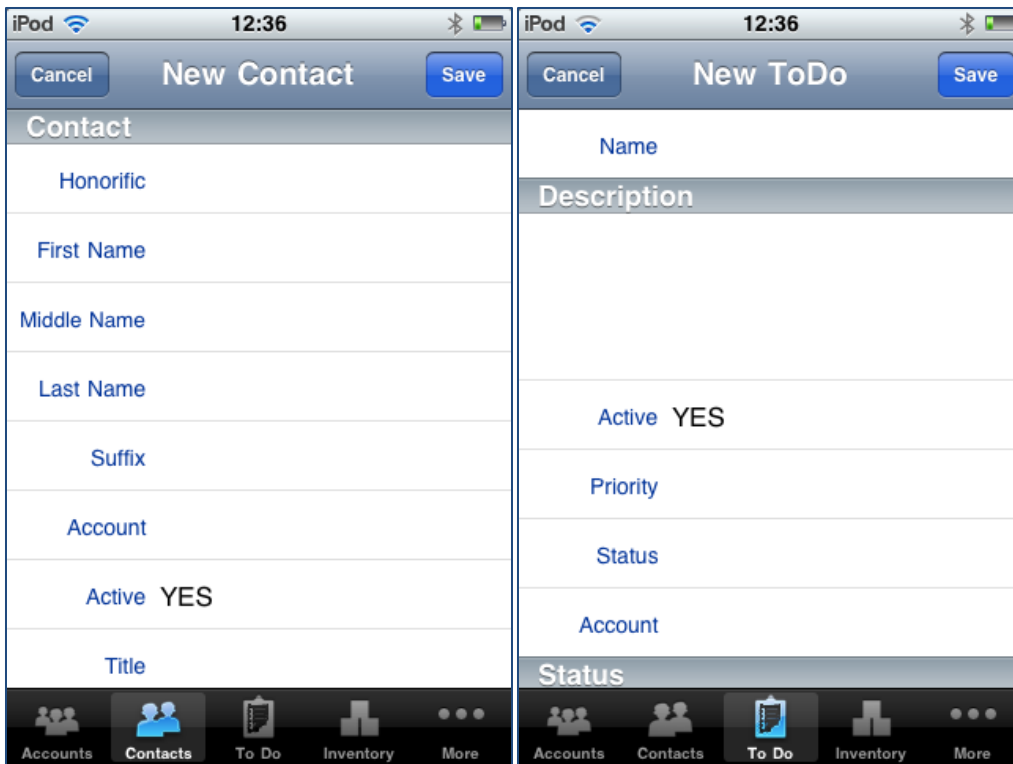 iPod 12:36
Cancel New Contact Save
Contact
Honorific
First Name
Middle Name
Last Name
Suffix
Account
Active YES
Title
Accounts Contacts To Do Inventory More
iPod 12:36
Cancel New ToDo Save
Name
Description
Active YES
Priority
Status
Account
Status
Accounts Contacts To Do Inventory More